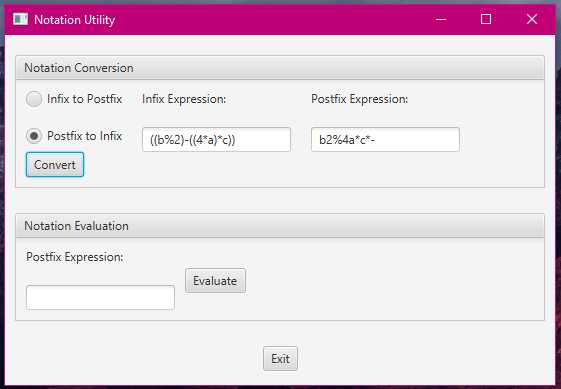 Notation Utility
Notation Conversion
Infix to Postfix Infix Expression: Postfix Expression:
Postfix to Infix ((b%2)-((4*a)*c)) b2%4a*c*-
Convert
Notation Evaluation
Postfix Expression:
Evaluate
Exit